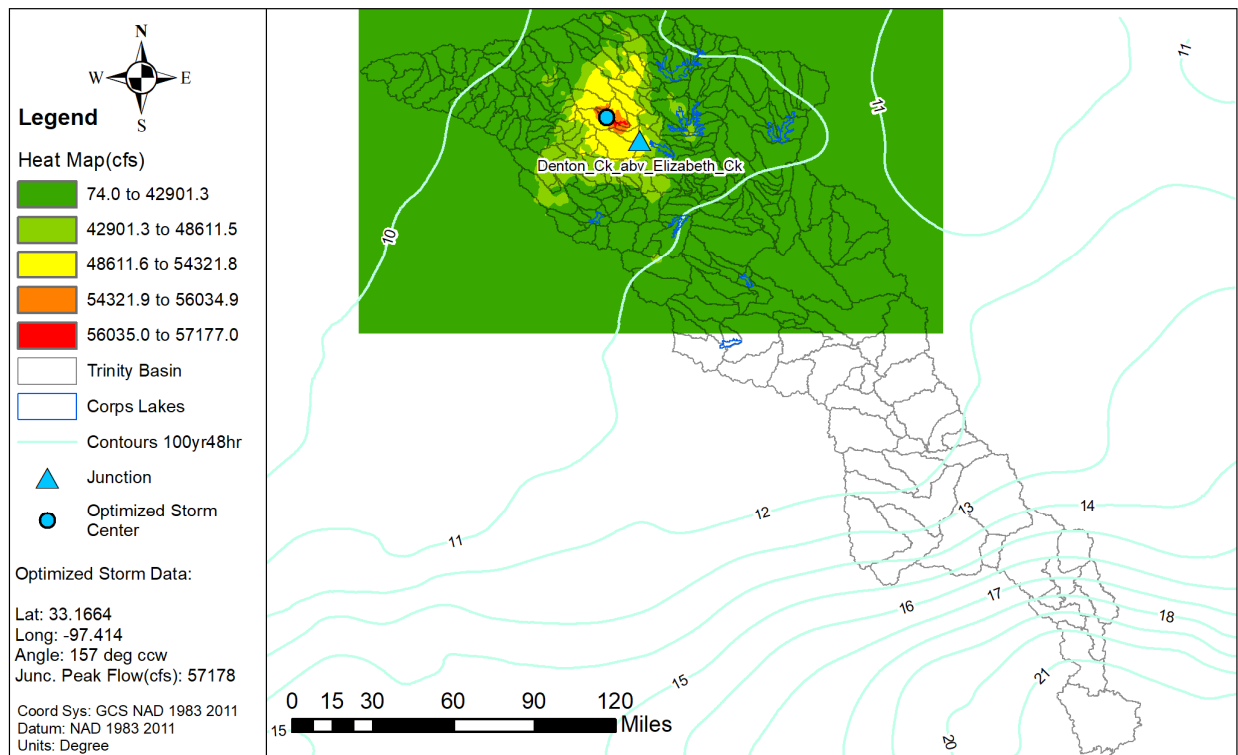 N
W E
S
Legend
Heat Map(cfs)
74.0 to 42901.3
42901.3 to 48611.5
48611.6 to 54321.8
54321.9 to 56034.9
56035.0 to 57177.0
Trinity Basin
Corps Lakes
Contours 100yr48hr
Junction
Optimized Storm
Center
Optimized Storm Data:
Lat: 33.1664
Long: -97.414
Angle: 157 deg ccw
Junc. Peak Flow(cfs): 57178
Coord Sys: GCS NAD 1983 2011
Datum: NAD 1983 2011
Units: Degree
11
11
Denton_Ck_abv_Elizabeth_Ck
10
12
13
14
11
16
17
18
15
21
20
15
0 15 30 60 90 120
Miles